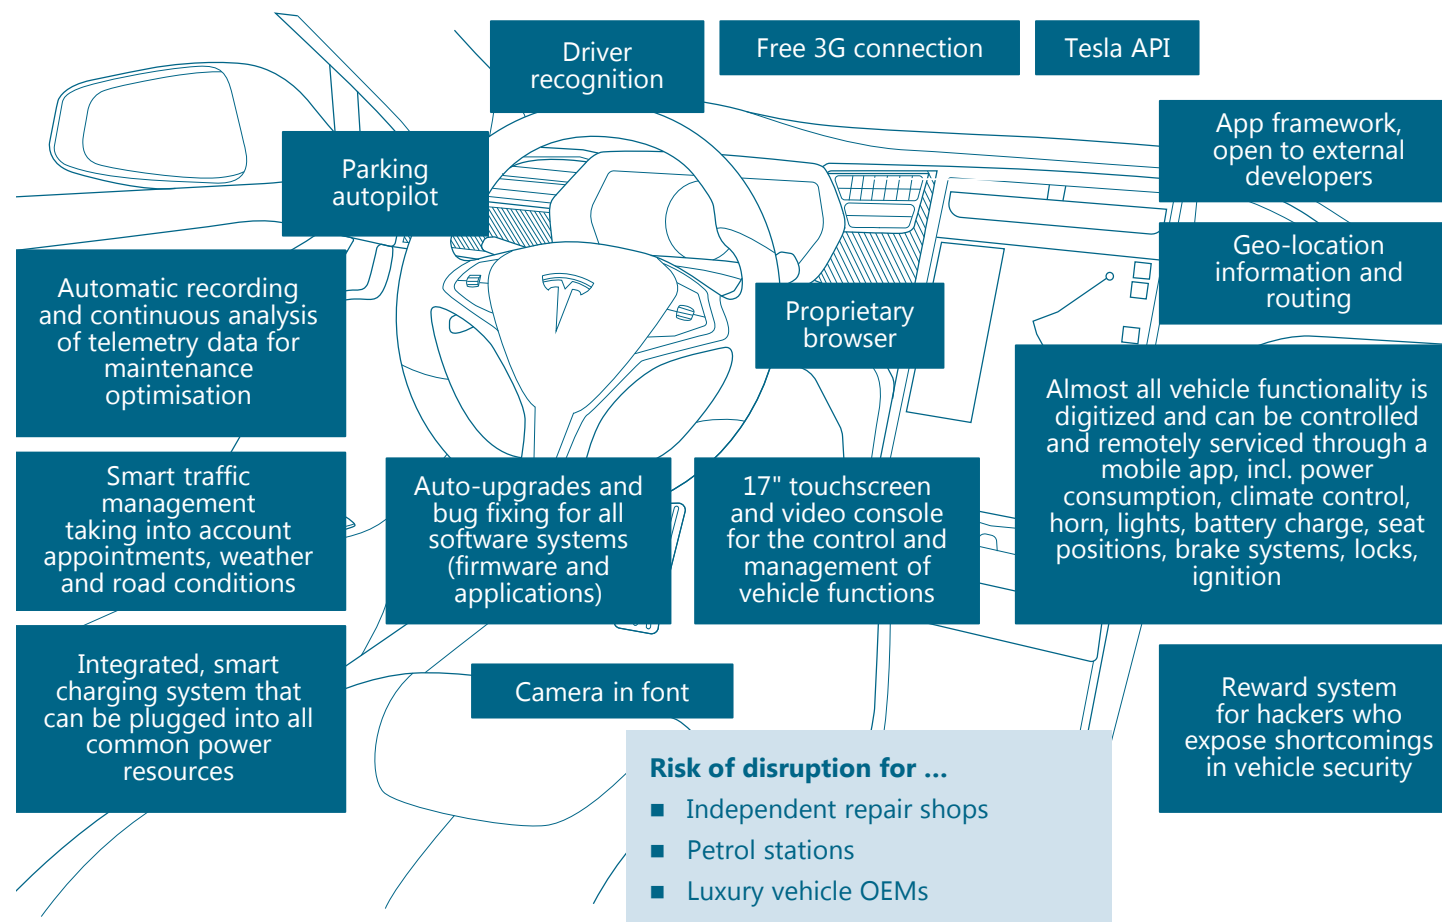 Driver
recognition
Free 3G connection
Tesla API
Parking
autopilot
App framework,
open to external
developers
Automatic recording
and continuous analysis
of telemetry data for
maintenance
optimisation
Proprietary
browser
Geo-location
information and
routing
Smart traffic
management
taking into account
appointments, weather
and road conditions
Auto-upgrades and
bug fixing for all
software systems
(firmware and
applications)
17" touchscreen
and video console
for the control and
management of
vehicle functions
Almost all vehicle functionality is
digitized and can be controlled
and remotely serviced through a
mobile app, incl. power
consumption, climate control,
horn, lights, battery charge, seat
positions, brake systems, locks,
ignition
Integrated, smart
charging system that
can be plugged into all
common power
resources
Camera in font
Reward system
for hackers who
expose shortcomings
in vehicle security
Risk of disruption for ...
■ Independent repair shops
■ Petrol stations
■ Luxury vehicle OEMs